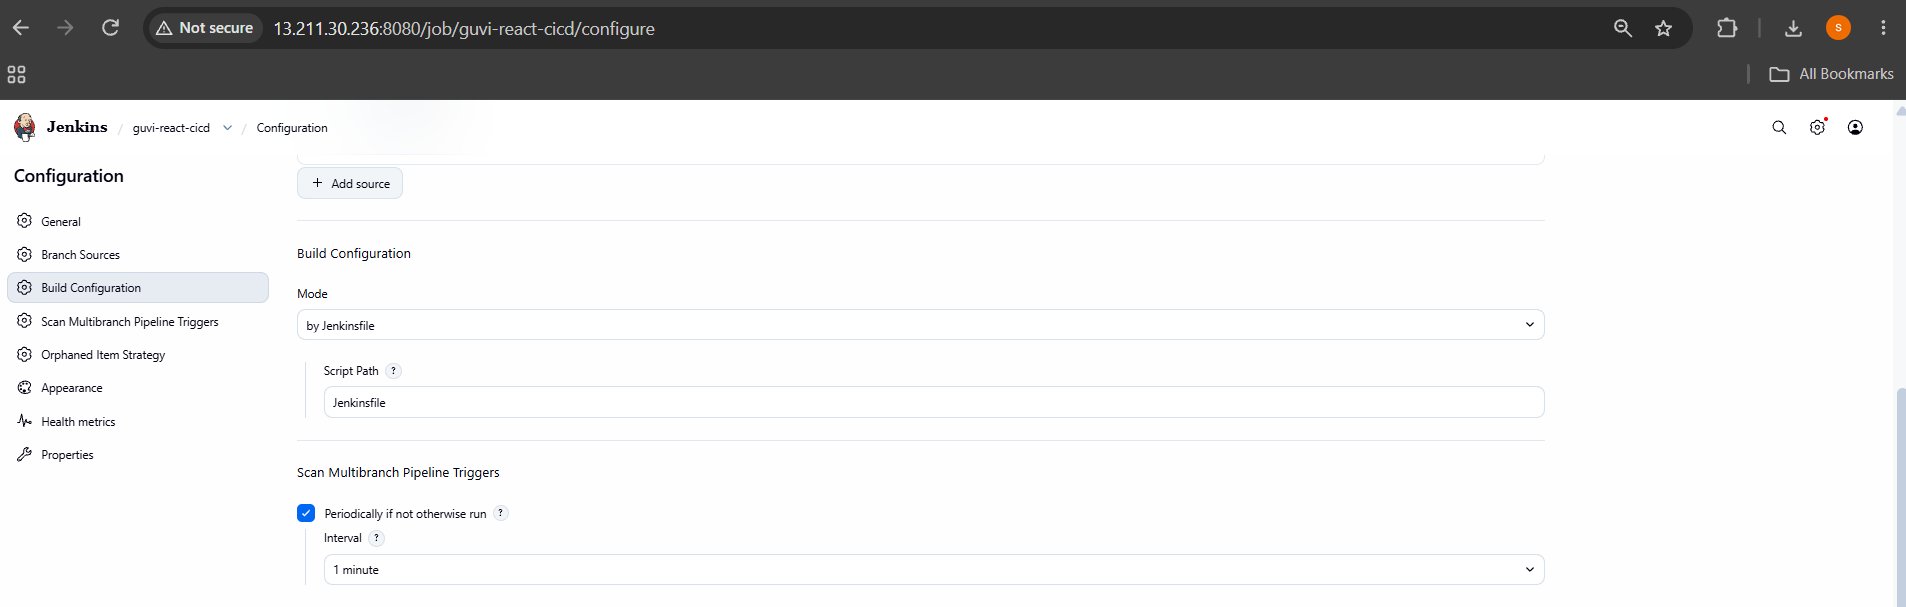 Not secure
13.211.30.236:8080/job/guvi-react-cicd/configure
S
All Bookmarks
Jenkins / guvi-react-cicd / Configuration
Configuration
General
Branch Sources
Build Configuration
Scan Multibranch Pipeline Triggers
Orphaned Item Strategy
Appearance
Health metrics
Properties
+ Add source
Build Configuration
Mode
by Jenkinsfile
Script Path ?
Jenkinsfile
Scan Multibranch Pipeline Triggers
Periodically if not otherwise run ?
Interval ?
1 minute